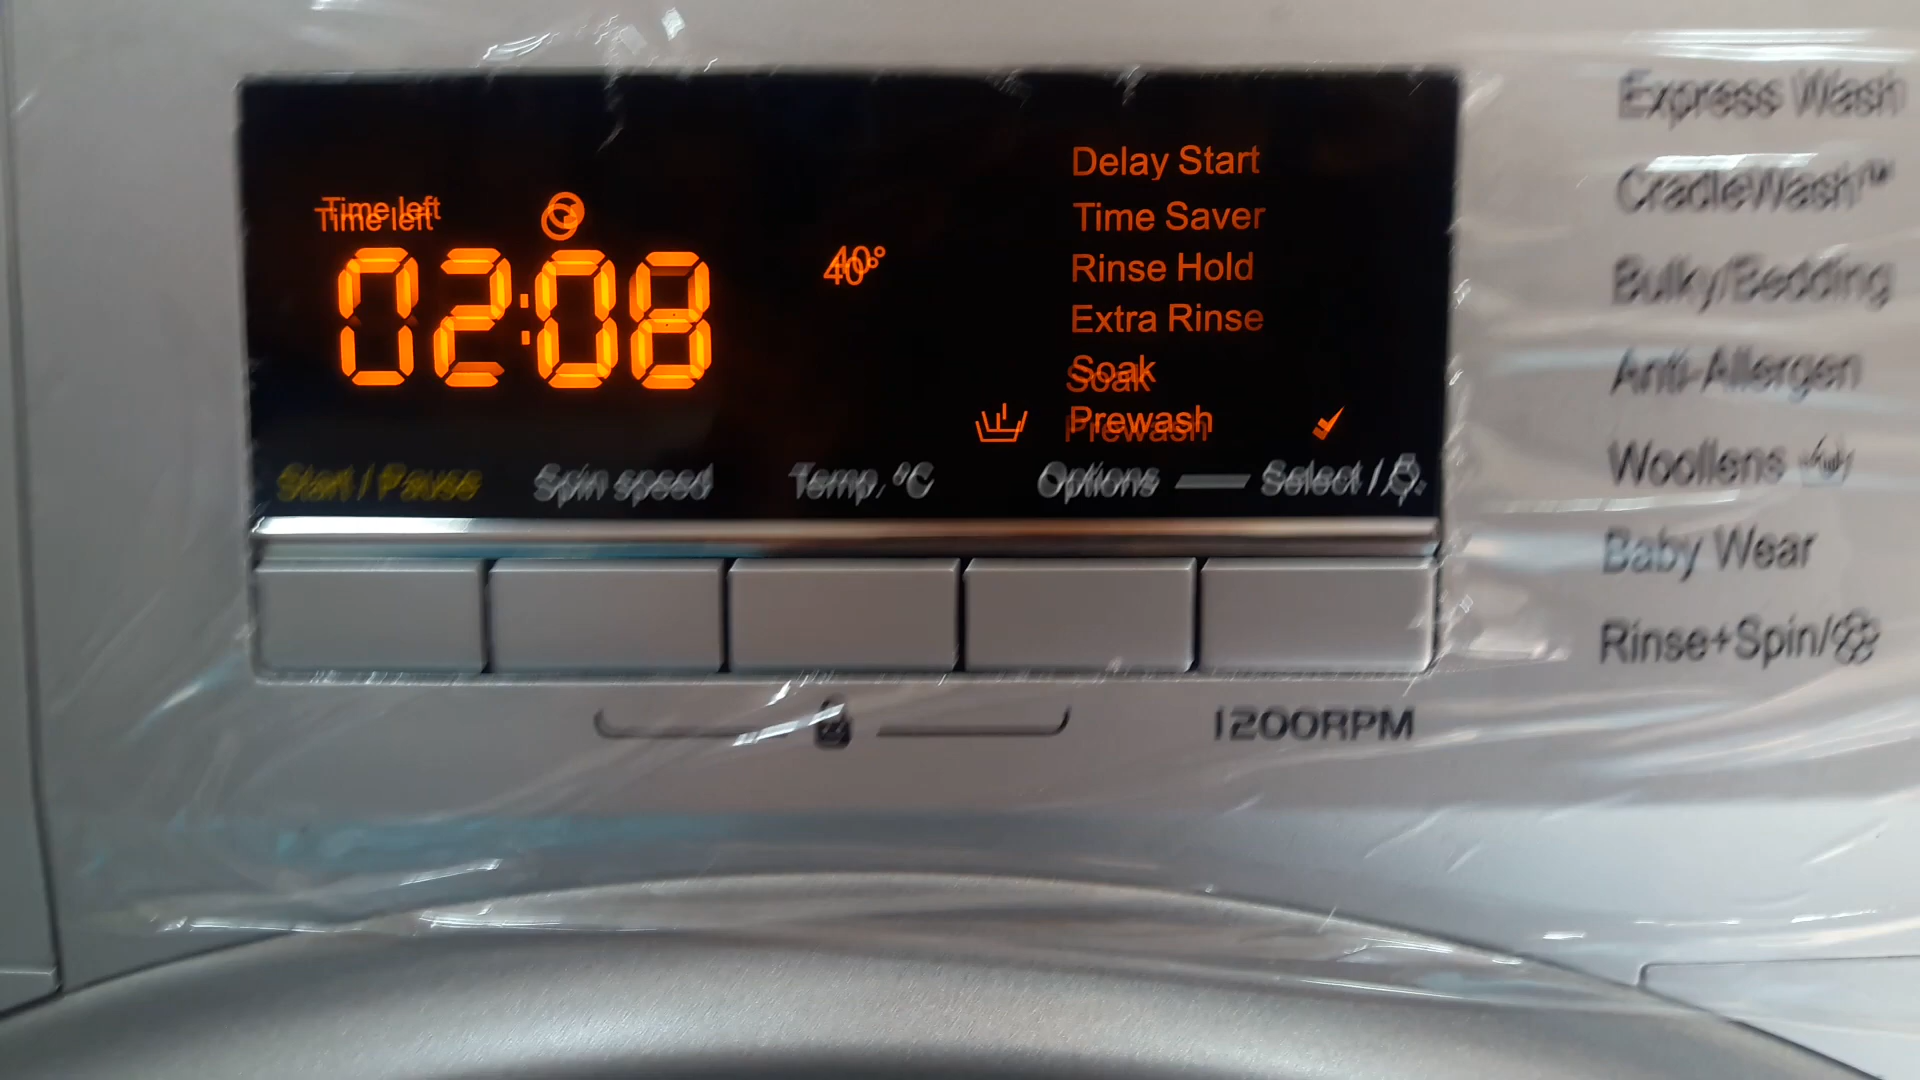 Time left
02:08
40°
Delay Start
Time Saver
Rinse Hold
Extra Rinse
Soak
Prewash
Start / Pause Spin speed Temp. °C Options Select /
1200RPM
Express Wash
CradleWash™
Bulky/Bedding
Anti-Allergen
Woollens
Baby Wear
Rinse+Spin/